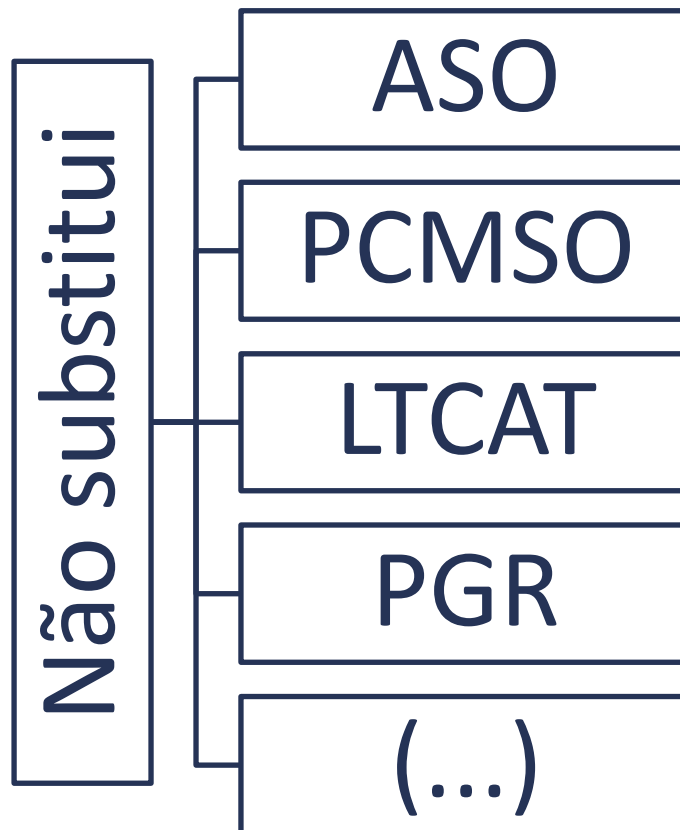 Não substitui
ASO
PCMSO
LTCAT
PGR
(...)